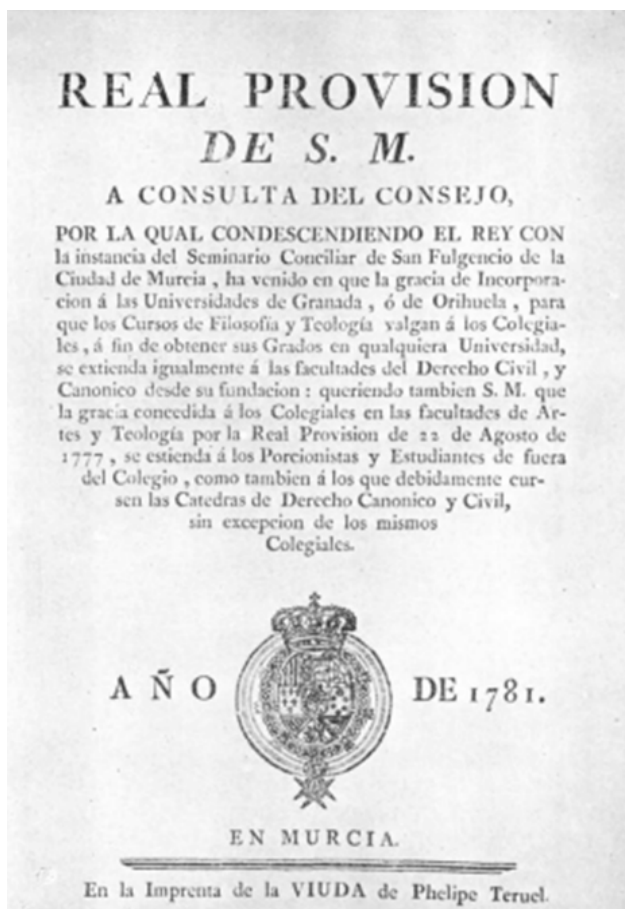 REAL PROVISION
DE S. M.
A CONSULTA DEL CONSEJO,
POR LA QUAL CONDESCENDIENDO EL REY CON
la instancia del Seminario Conciliar de San Fulgencio de la
Ciudad de Murcia , ha venido en que la gracia de Incorpora-
cion á las Universidades de Granada , ó de Orihuela , para
que los Cursos de Filosofía y Teología valgan á los Colegia-
les , á fin de obtener sus Grados en qualquiera Universidad,
se extienda igualmente á las facultades del Derecho Civil , y
Canonico desde su fundacion : queriendo tambien S. M. que
la gracia concedida á los Colegiales en las facultades de Ar-
tes y Teología por la Real Provision de 22 de Agosto de
1777 , se estienda á los Porcionistas y Estudiantes de fuera
del Colegio , como tambien á los que debidamente cur-
sen las Catedras de Derecho Canonico y Civil,
sin excepcion de los mismos
Colegiales.
AÑO DE 1781.
EN MURCIA.
En la Imprenta de la VIUDA de Phelipe Teruel.